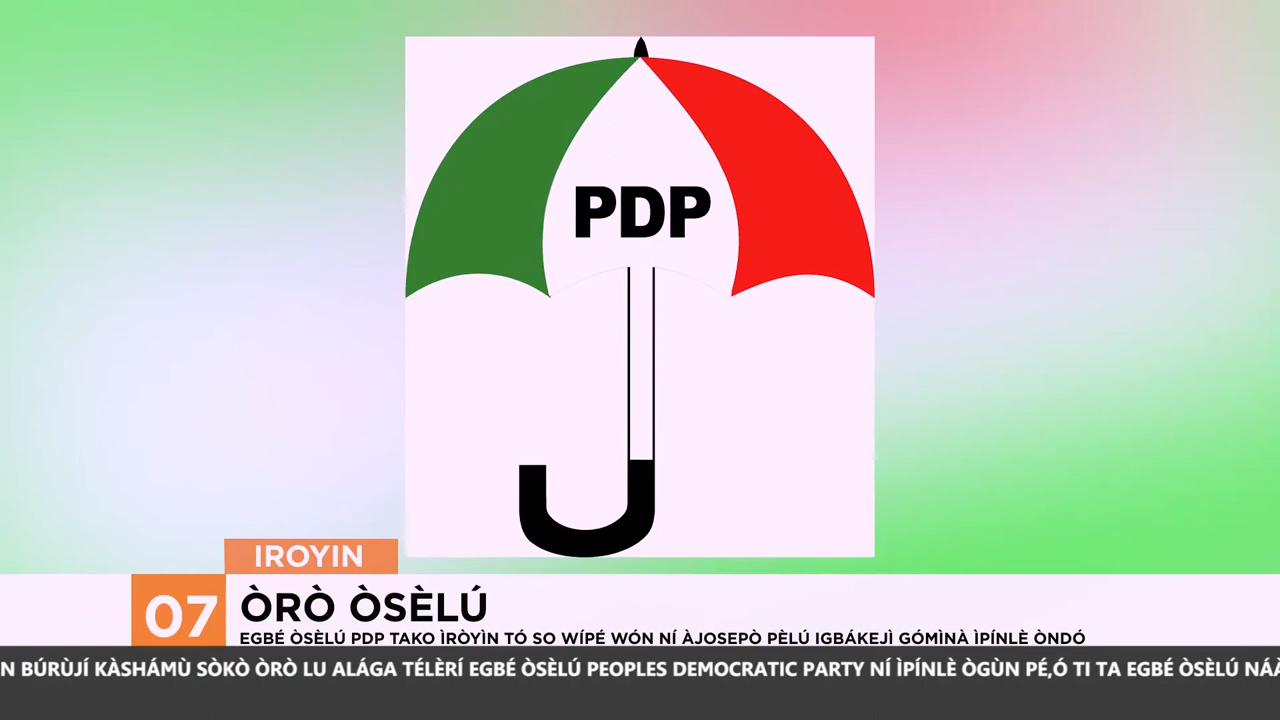 PDP
IROYIN
07
ÒRÒ ÒSÈLÚ
EGBÉ ÒSÈLÚ PDP TAKO ÌRÒYÌN TÓ SO WÍPÉ WÓN NÍ ÀJOSEPÒ PÈLÚ IGBÁKEJÌ GÓMÌNÀ ÌPÍNLÈ ÒNDÓ
N BÚRÙJÍ KÀSHÁMÙ SÒKÒ ÒRÒ LU ALÁGA TÉLÈRÍ EGBÉ ÒSÈLÚ PEOPLES DEMOCRATIC PARTY NÍ ÌPÍNLÈ ÒGÙN PÉ,Ó TI TA EGBÉ ÒSÈLÚ NÁÀ